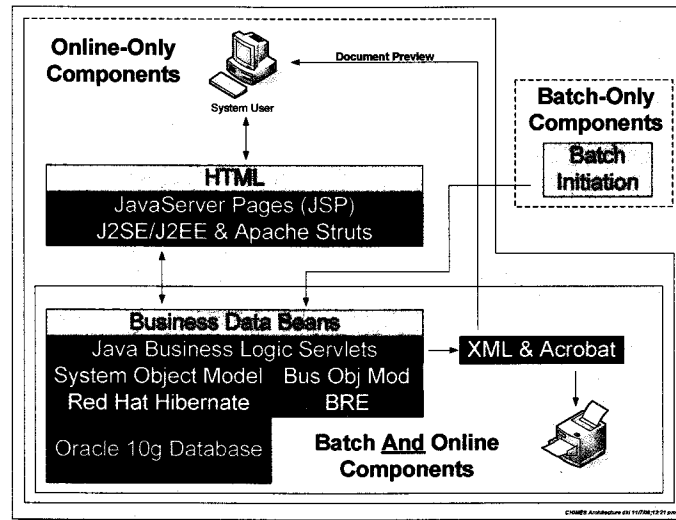 Online-Only
Components
Document Preview
System User
Batch-Only
Components
Batch
Initiation
HTML
JavaServer Pages (JSP)
J2SE/J2EE & Apache Struts
Business Data Beans
Java Business Logic Servlets
System Object Model Bus Obj Mod
Red Hat Hibernate BRE
Oracle 10g Database
XML & Acrobat
Batch And Online
Components